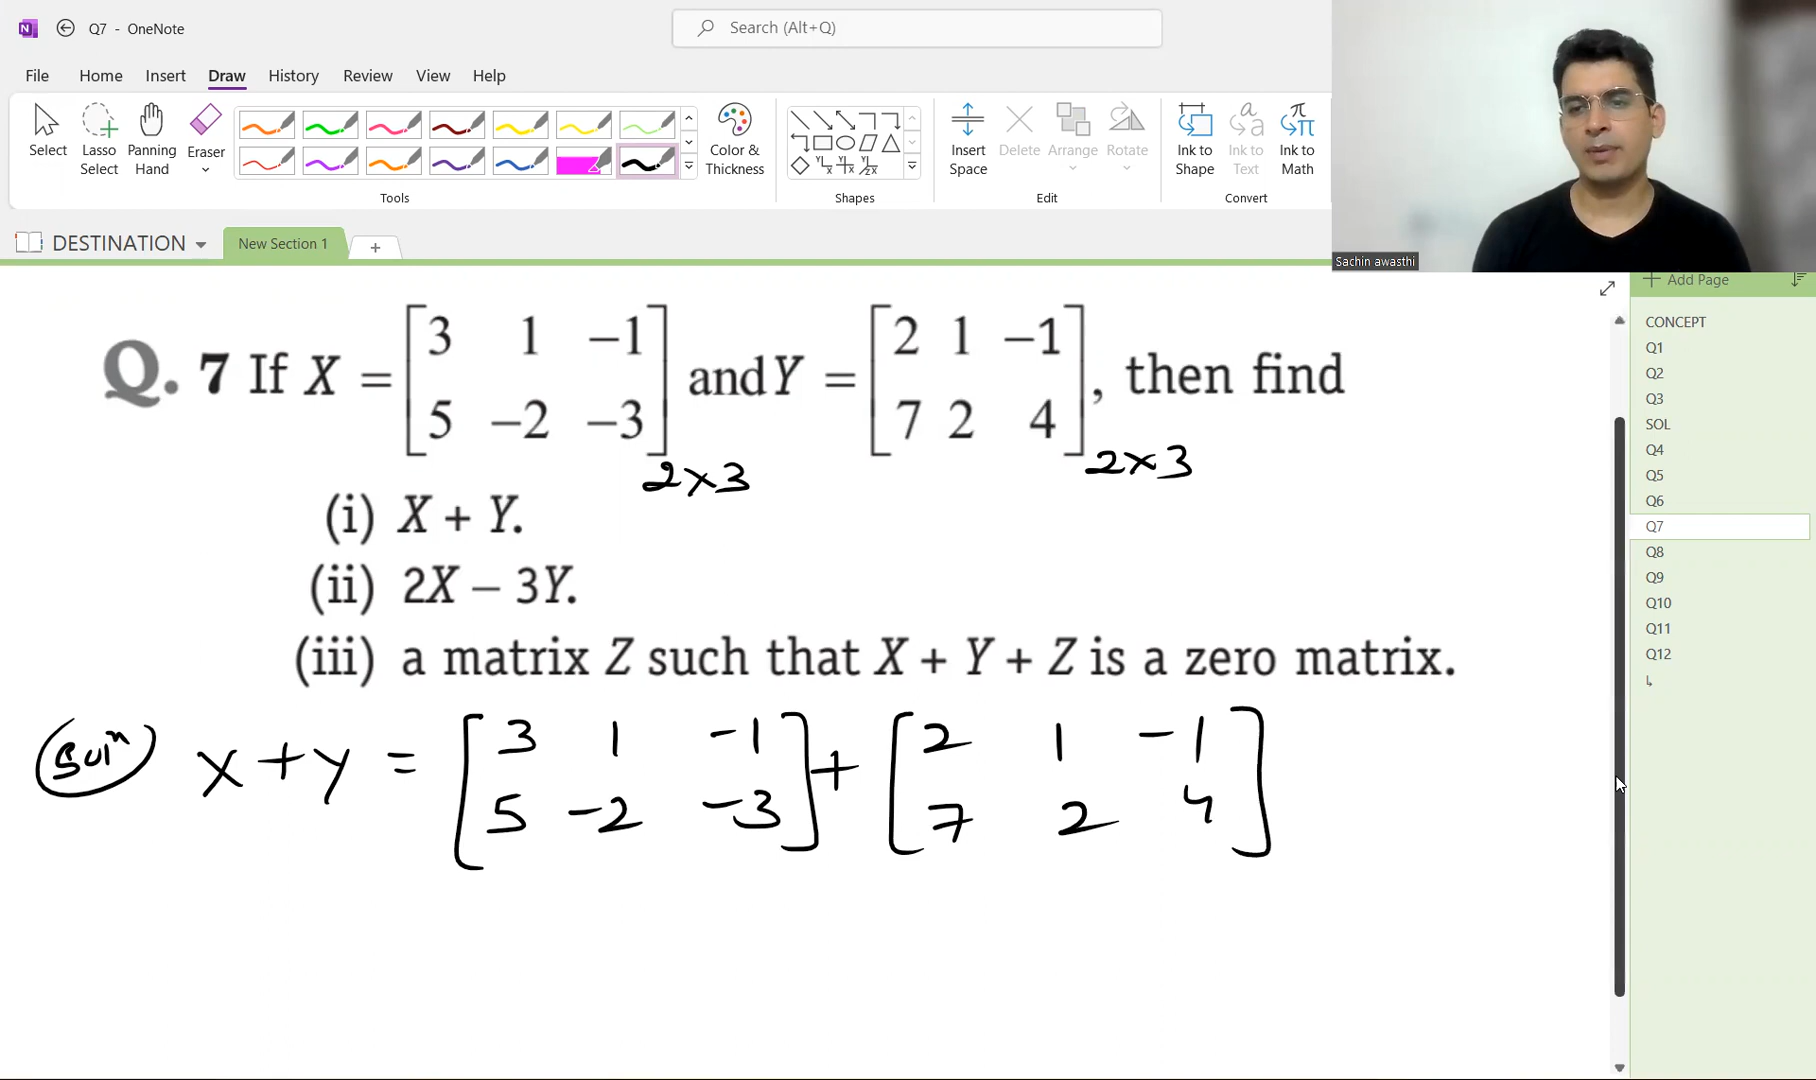 Q7 - OneNote
Search (Alt+Q)
File Home Insert Draw History Review View Help
Select
Lasso Select
Panning Hand
Eraser
Color & Thickness
Insert Space
Delete
Arrange
Rotate
Ink to Shape
Ink to Text
Ink to Math
Tools
Shapes
Edit
Convert
Sachin awasthi
DESTINATION
New Section 1
+
Add Page
CONCEPT
Q1
Q2
Q3
SOL
Q4
Q5
Q6
Q7
Q8
Q9
Q10
Q11
Q12
Q. 7 If X = [3 1 −1
5 −2 −3] and Y = [2 1 −1
7 2 4], then find
2×3 2×3
(i) X + Y.
(ii) 2X − 3Y.
(iii) a matrix Z such that X + Y + Z is a zero matrix.
Solⁿ x + y = [3 1 -1
5 -2 -3] + [2 1 -1
7 2 4]